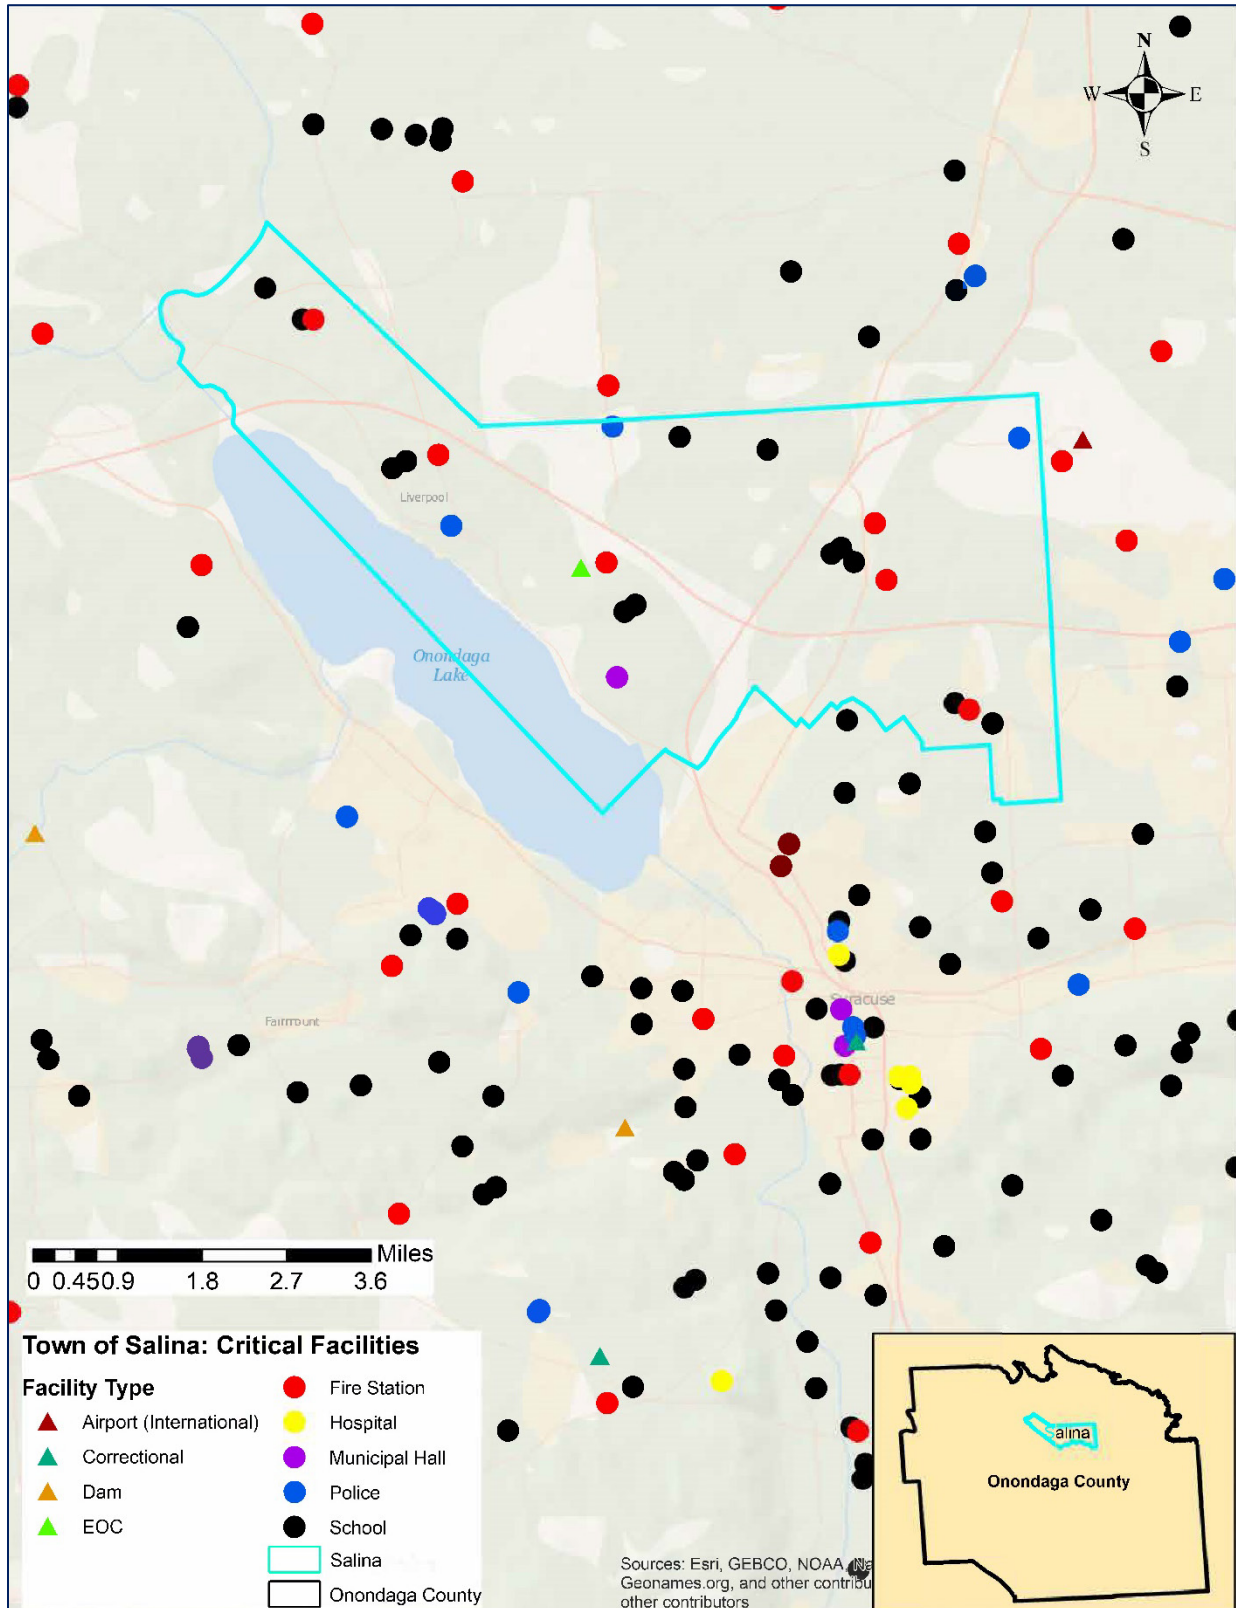 N
W E
S
Liverpool
Onondaga
Lake
Syracuse
Fairmount
Miles
0 0.450.9 1.8 2.7 3.6
Town of Salina: Critical Facilities
Facility Type
Airport (International)
Correctional
Dam
EOC
Fire Station
Hospital
Municipal Hall
Police
School
Salina
Onondaga County
Sources: Esri, GEBCO, NOAA, Na
Geonames.org, and other contribu
other contributors
Salina
Onondaga County